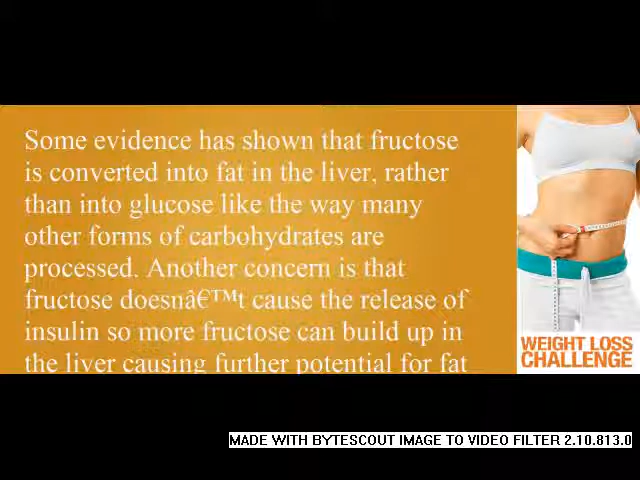 Some evidence has shown that fructose
is converted into fat in the liver, rather
than into glucose like the way many
other forms of carbohydrates are
processed. Another concern is that
fructose doesnâ€™t cause the release of
insulin so more fructose can build up in
the liver causing further potential for fat
WEIGHT LOSS
CHALLENGE
MADE WITH BYTESCOUT IMAGE TO VIDEO FILTER 2.10.813.0